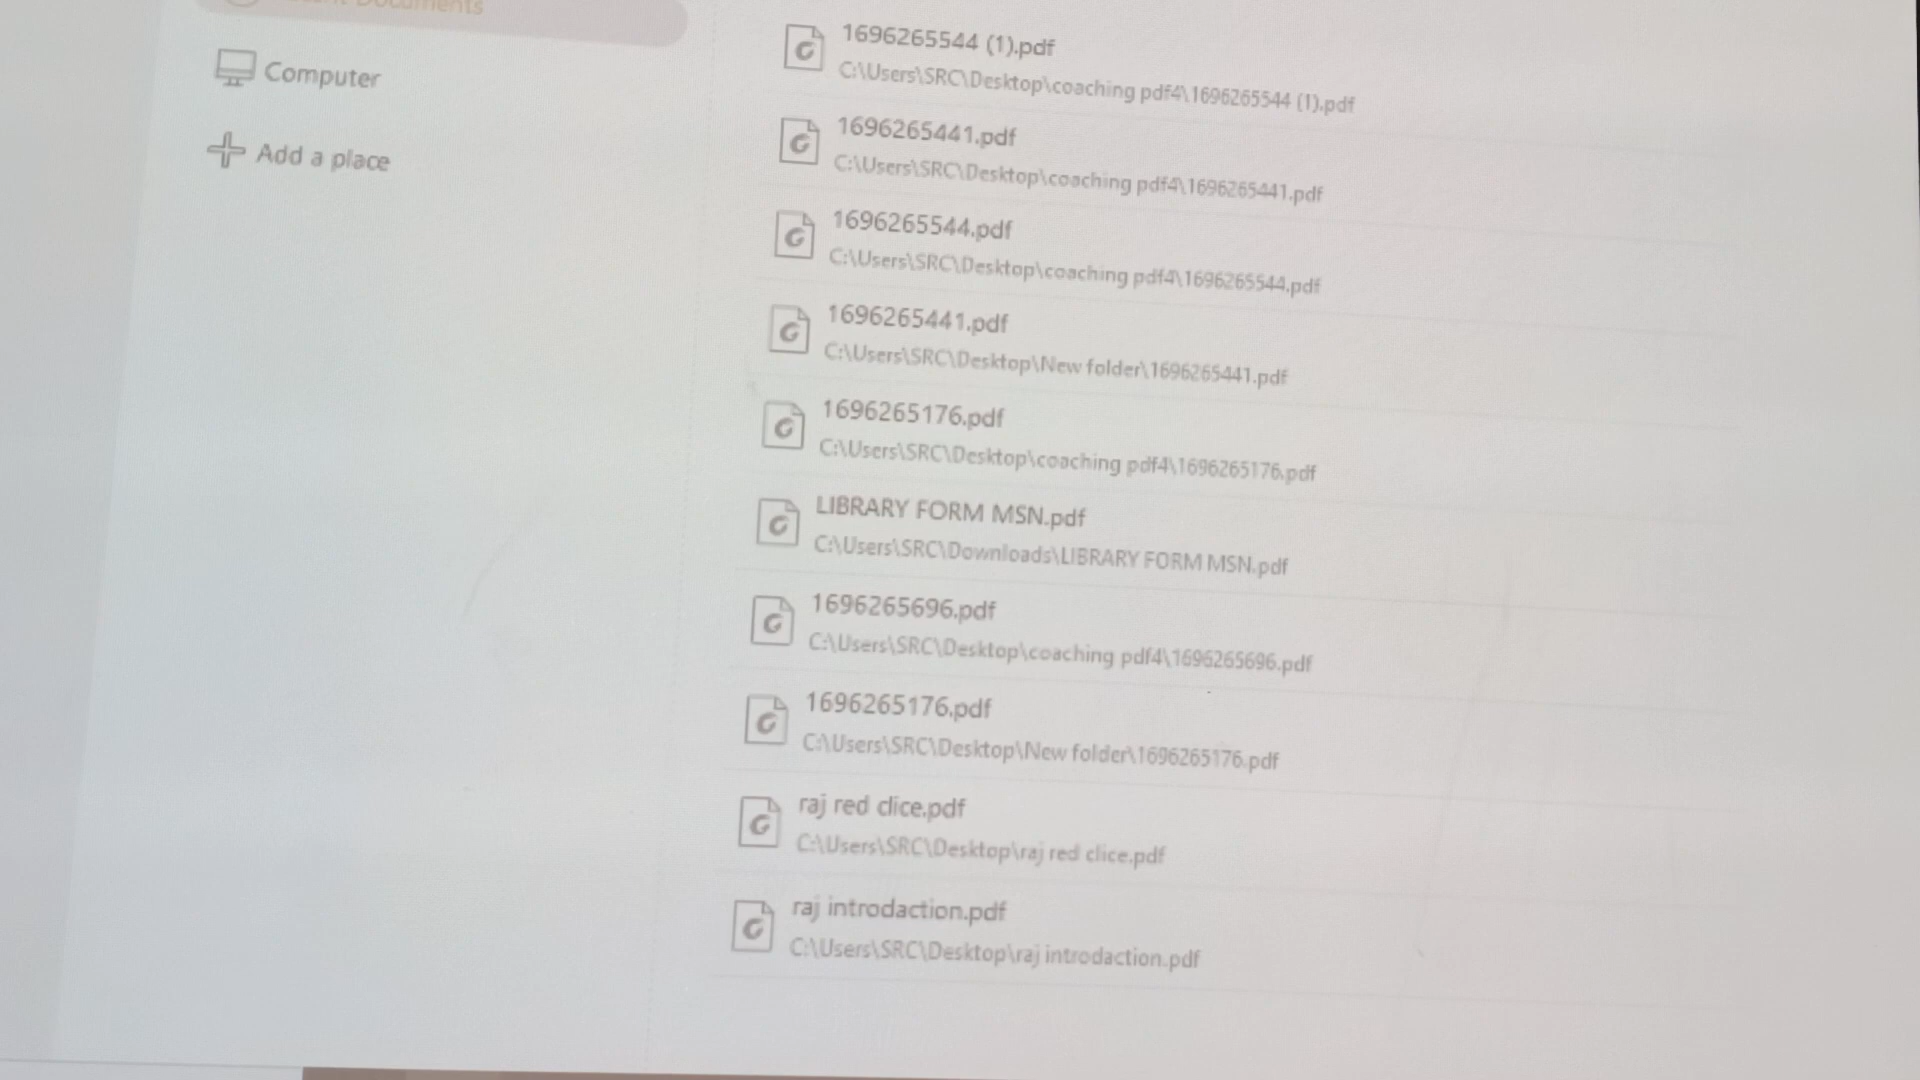 Documents
Computer
Add a place
1696265544 (1).pdf
C:\Users\SRC\Desktop\coaching pdf4\1696265544 (1).pdf
1696265441.pdf
C:\Users\SRC\Desktop\coaching pdf4\1696265441.pdf
1696265544.pdf
C:\Users\SRC\Desktop\coaching pdf4\1696265544.pdf
1696265441.pdf
C:\Users\SRC\Desktop\New folder\1696265441.pdf
1696265176.pdf
C:\Users\SRC\Desktop\coaching pdf4\1696265176.pdf
LIBRARY FORM MSN.pdf
C:\Users\SRC\Downloads\LIBRARY FORM MSN.pdf
1696265696.pdf
C:\Users\SRC\Desktop\coaching pdf4\1696265696.pdf
1696265176.pdf
C:\Users\SRC\Desktop\New folder\1696265176.pdf
raj red clice.pdf
C:\Users\SRC\Desktop\raj red clice.pdf
raj introdaction.pdf
C:\Users\SRC\Desktop\raj introdaction.pdf